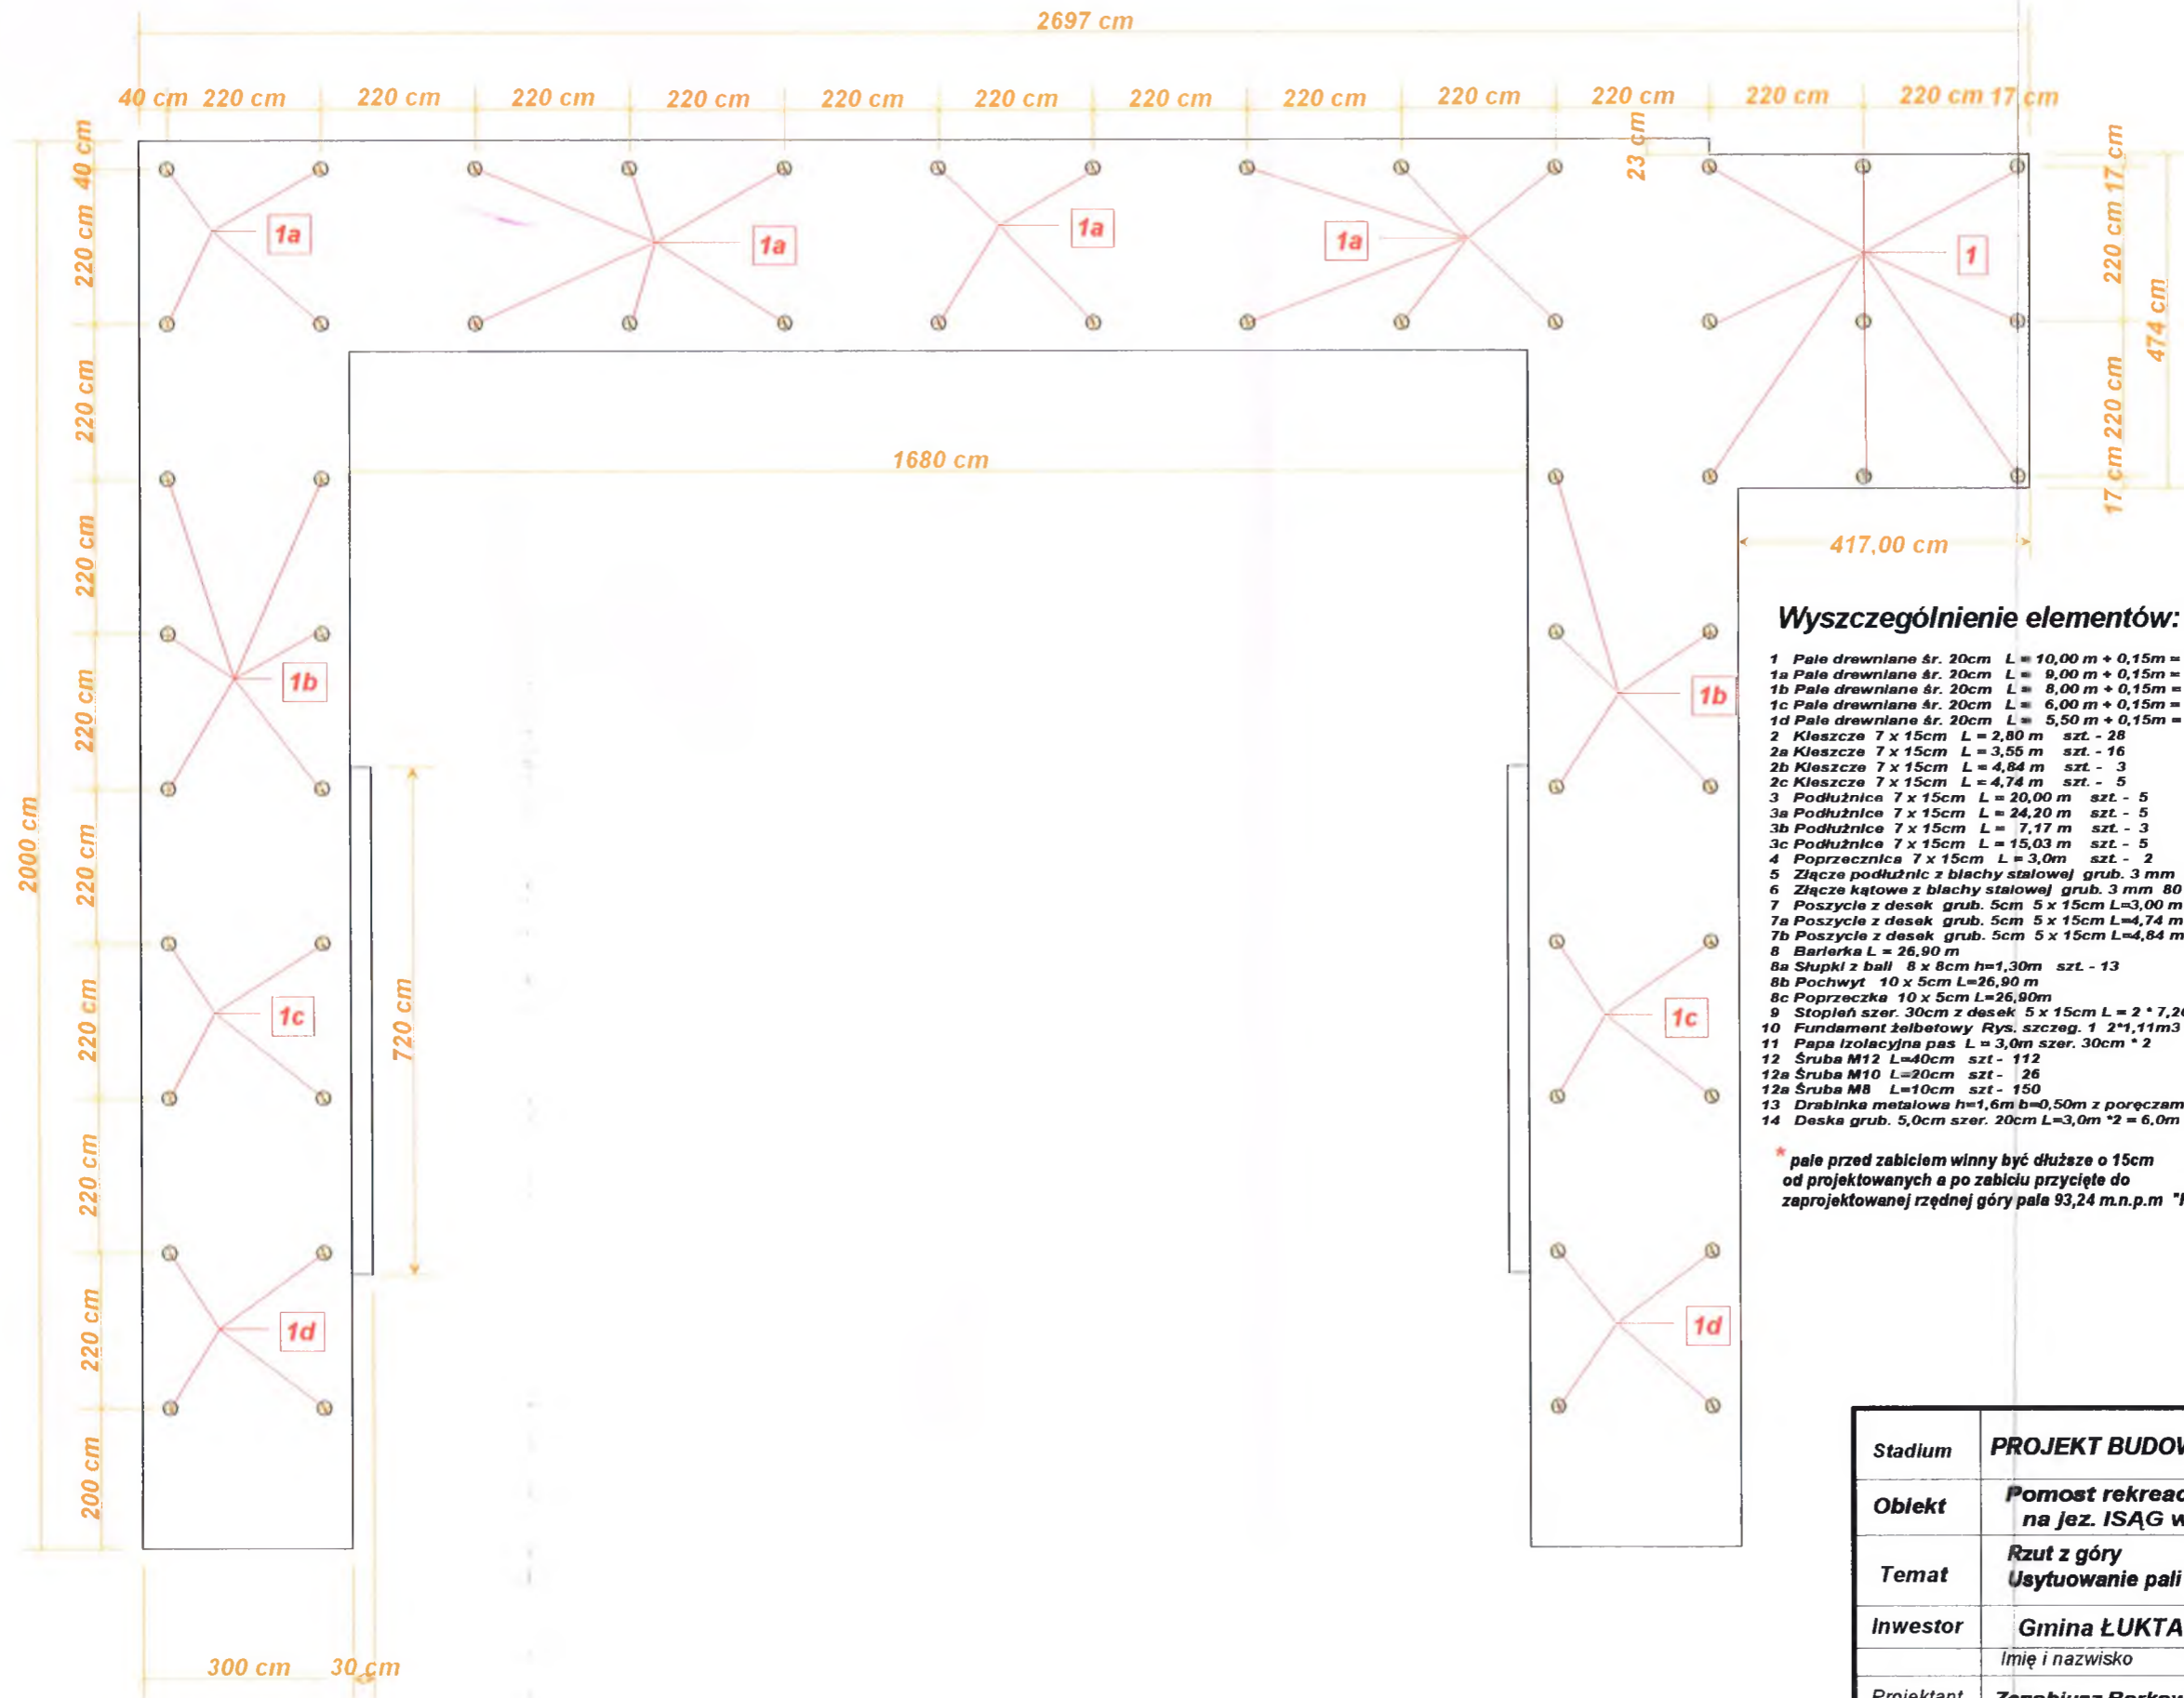 2697 cm
40 cm 220 cm 220 cm 220 cm 220 cm 220 cm 220 cm 220 cm 220 cm 220 cm 220 cm 220 cm 220 cm 17 cm
40 cm
220 cm
220 cm
220 cm
220 cm
220 cm
220 cm
220 cm
220 cm
200 cm
2000 cm
23 cm
17 cm
220 cm
220 cm
17 cm
474 cm
1a
1a
1a
1a
1
1680 cm
417,00 cm
1b
1b
720 cm
1c
1c
1d
1d
300 cm 30 cm
Wyszczególnienie elementów:
1 Pale drewniane śr. 20cm L = 10,00 m + 0,15m =
1a Pale drewniane śr. 20cm L = 9,00 m + 0,15m =
1b Pale drewniane śr. 20cm L = 8,00 m + 0,15m =
1c Pale drewniane śr. 20cm L = 6,00 m + 0,15m =
1d Pale drewniane śr. 20cm L = 5,50 m + 0,15m =
2 Kleszcze 7 x 15cm L = 2,80 m szt. - 28
2a Kleszcze 7 x 15cm L = 3,55 m szt. - 16
2b Kleszcze 7 x 15cm L = 4,84 m szt. - 3
2c Kleszcze 7 x 15cm L = 4,74 m szt. - 5
3 Podłużnice 7 x 15cm L = 20,00 m szt. - 5
3a Podłużnice 7 x 15cm L = 24,20 m szt. - 5
3b Podłużnice 7 x 15cm L = 7,17 m szt. - 3
3c Podłużnice 7 x 15cm L = 15,03 m szt. - 5
4 Poprzecznica 7 x 15cm L = 3,0m szt. - 2
5 Złącze podłużnic z blachy stalowej grub. 3 mm
6 Złącze kątowe z blachy stalowej grub. 3 mm 80
7 Poszycie z desek grub. 5cm 5 x 15cm L=3,00 m
7a Poszycie z desek grub. 5cm 5 x 15cm L=4,74 m
7b Poszycie z desek grub. 5cm 5 x 15cm L=4,84 m
8 Barierka L = 26,90 m
8a Słupki z bali 8 x 8cm h=1,30m szt. - 13
8b Pochwyt 10 x 5cm L=26,90 m
8c Poprzeczka 10 x 5cm L=26,90m
9 Stopień szer. 30cm z desek 5 x 15cm L = 2 * 7,20
10 Fundament żelbetowy Rys. szczeg. 1 2*1,11m3
11 Papa izolacyjna pas L = 3,0m szer. 30cm * 2
12 Śruba M12 L=40cm szt - 112
12a Śruba M10 L=20cm szt - 26
12a Śruba M8 L=10cm szt - 150
13 Drabinka metalowa h=1,6m b=0,50m z poręczam
14 Deska grub. 5,0cm szer. 20cm L=3,0m *2 = 6,0m
* pale przed zabiciem winny być dłuższe o 15cm
od projektowanych a po zabiciu przycięte do
zaprojektowanej rzędnej góry pala 93,24 m.n.p.m
Stadium PROJEKT BUDOW
Obiekt Pomost rekreac
na jez. ISĄG w
Temat Rzut z góry
Usytuowanie pali
Inwestor Gmina ŁUKTA
Imię i nazwisko
Projektant